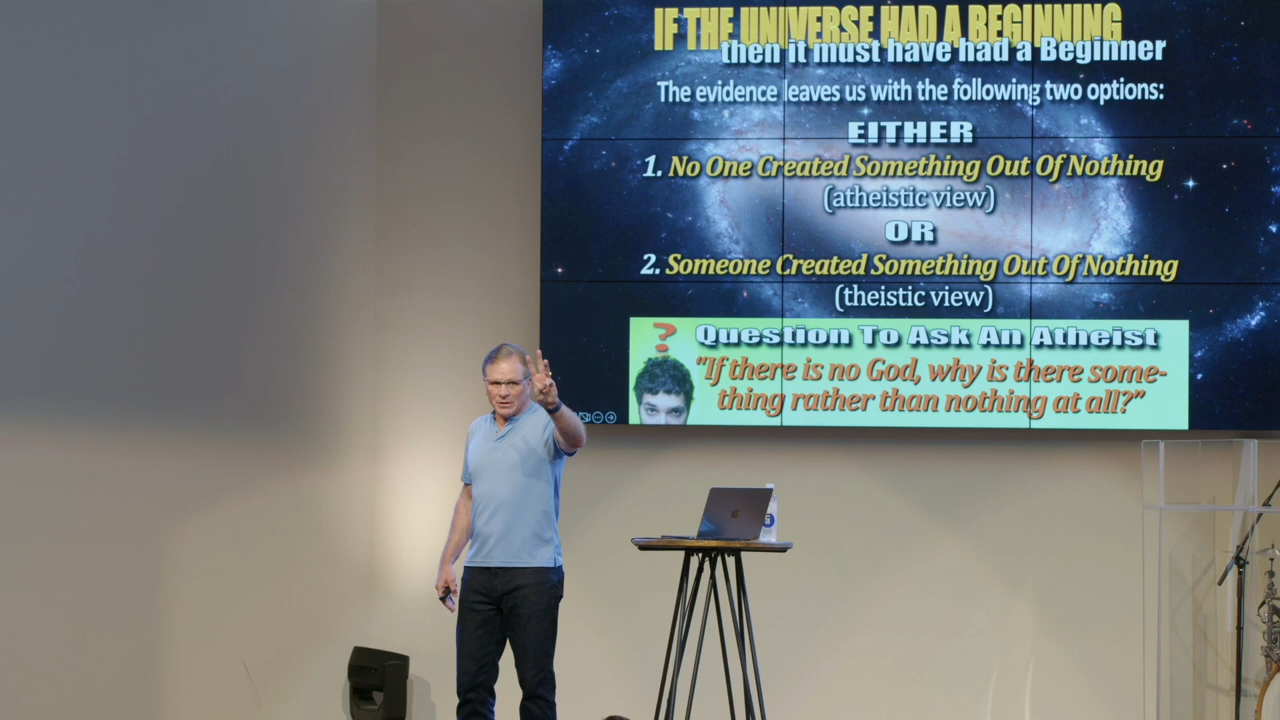 IF THE UNIVERSE HAD A BEGINNING
then it must have had a Beginner
The evidence leaves us with the following two options:
EITHER
1. No One Created Something Out Of Nothing
(atheistic view)
OR
2. Someone Created Something Out Of Nothing
(theistic view)
? Question To Ask An Atheist
"If there is no God, why is there some-
thing rather than nothing at all?"